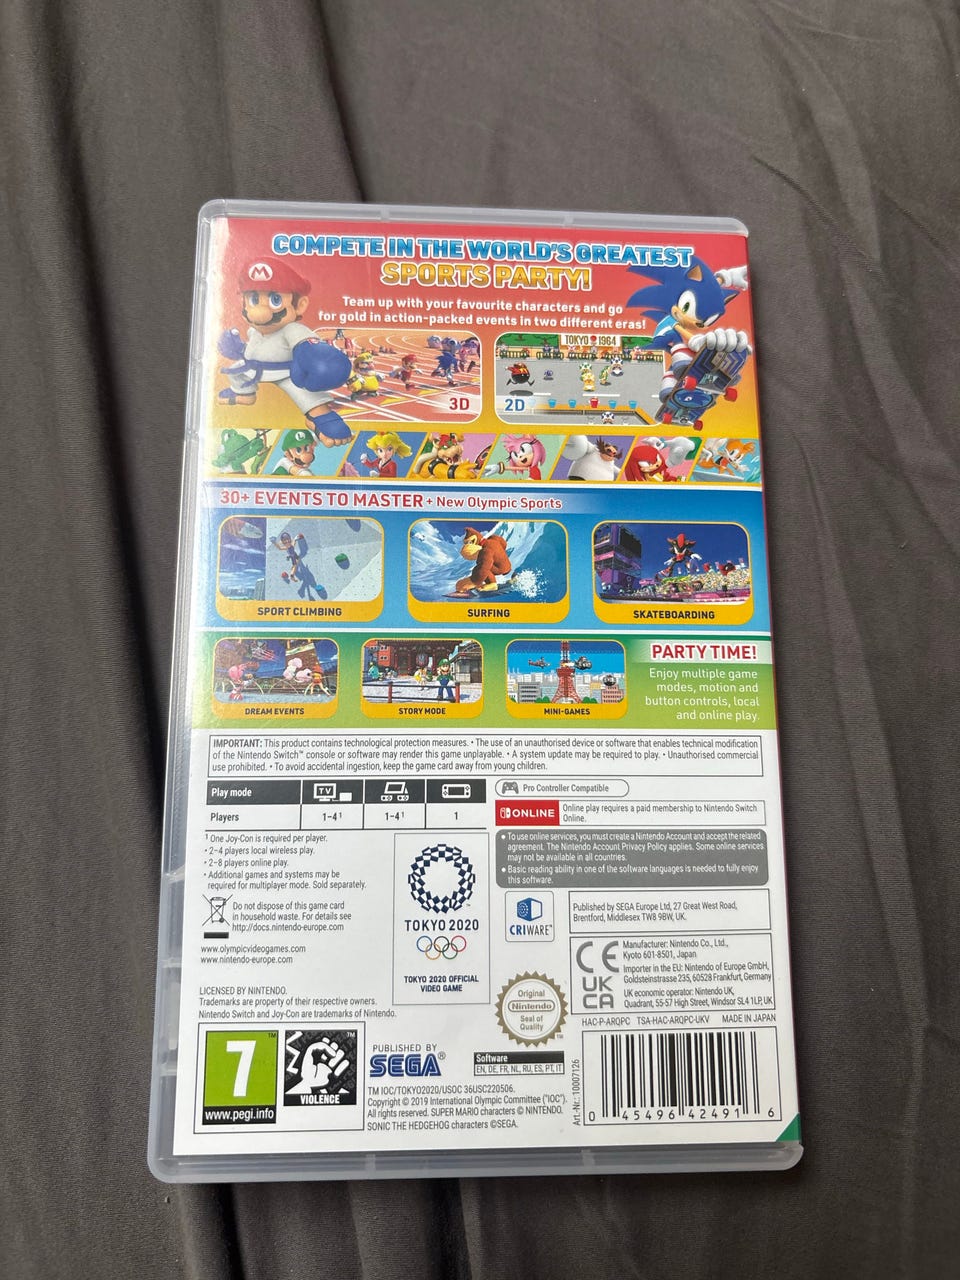 COMPETE IN THE WORLD'S GREATEST
SPORTS PARTY!
Team up with your favourite characters and go
for gold in action-packed events in two different eras!
M
TOKYO 1964
3D
2D
30+ EVENTS TO MASTER + New Olympic Sports
SPORT CLIMBING
SURFING
SKATEBOARDING
DREAM EVENTS
STORY MODE
MINI-GAMES
PARTY TIME!
Enjoy multiple game
modes, motion and
button controls, local
and online play.
IMPORTANT: This product contains technological protection measures. • The use of an unauthorised device or software that enables technical modification
of the Nintendo Switch™ console or software may render this game unplayable. • A system update may be required to play. • Unauthorised commercial
use prohibited. • To avoid accidental ingestion, keep the game card away from young children.
Play mode
TV
Players
1-4¹
1-4¹
1
Pro Controller Compatible
ONLINE
Online play requires a paid membership to Nintendo Switch
Online.
¹ One Joy-Con is required per player.
• 2-4 players local wireless play.
• 2-8 players online play.
• Additional games and systems may be
required for multiplayer mode. Sold separately.
• To use online services, you must create a Nintendo Account and accept the related
agreement. The Nintendo Account Privacy Policy applies. Some online services
may not be available in all countries.
• Basic reading ability in one of the software languages is needed to fully enjoy
this software.
Do not dispose of this game card
in household waste. For details see
http://docs.nintendo-europe.com
www.olympicvideogames.com
www.nintendo-europe.com
TOKYO 2020
TOKYO 2020 OFFICIAL
VIDEO GAME
CRIWARE™
Published by SEGA Europe Ltd, 27 Great West Road,
Brentford, Middlesex TW8 9BW, UK.
CE
UK
CA
Manufacturer: Nintendo Co., Ltd.,
Kyoto 601-8501, Japan
Importer in the EU: Nintendo of Europe GmbH,
Goldsteinstrasse 235, 60528 Frankfurt, Germany
UK economic operator: Nintendo UK,
Quadrant, 55-57 High Street, Windsor SL4 1LP, UK
LICENSED BY NINTENDO.
Trademarks are property of their respective owners.
Nintendo Switch and Joy-Con are trademarks of Nintendo.
Original
Nintendo
Seal of
Quality
™
HAC-P-ARQPC TSA-HAC-ARQPC-UKV MADE IN JAPAN
7
™
www.pegi.info
VIOLENCE
™
PUBLISHED BY
SEGA®
Software
EN, DE, FR, NL, RU, ES, PT, IT
TM IOC/TOKYO2020/USOC 36USC220506.
Copyright © 2019 International Olympic Committee ("IOC").
All rights reserved. SUPER MARIO characters © NINTENDO.
SONIC THE HEDGEHOG characters ©SEGA.
Art.-Nr.: 10007126
0 45496 42491 6